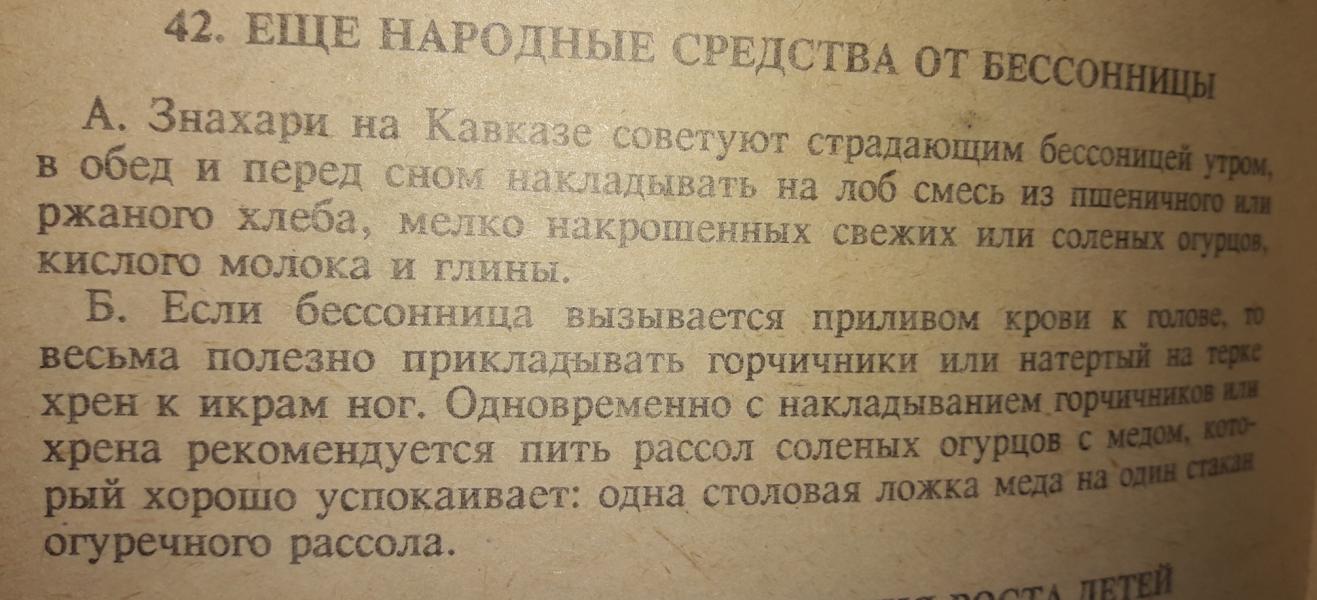 42. ЕЩЕ НАРОДНЫЕ СРЕДСТВА ОТ БЕССОННИЦЫ
А. Знахари на Кавказе советуют страдающим бессоницей утром,
в обед и перед сном накладывать на лоб смесь из пшеничного или
ржаного хлеба, мелко накрошенных свежих или соленых огурцов,
кислого молока и глины.
Б. Если бессонница вызывается приливом крови к голове, то
весьма полезно прикладывать горчичники или натертый на терке
хрен к икрам ног. Одновременно с накладыванием горчичников или
хрена рекомендуется пить рассол соленых огурцов с медом, кото-
рый хорошо успокаивает: одна столовая ложка меда на один стакан
огуречного рассола.
РОСТА ДЕТЕЙ